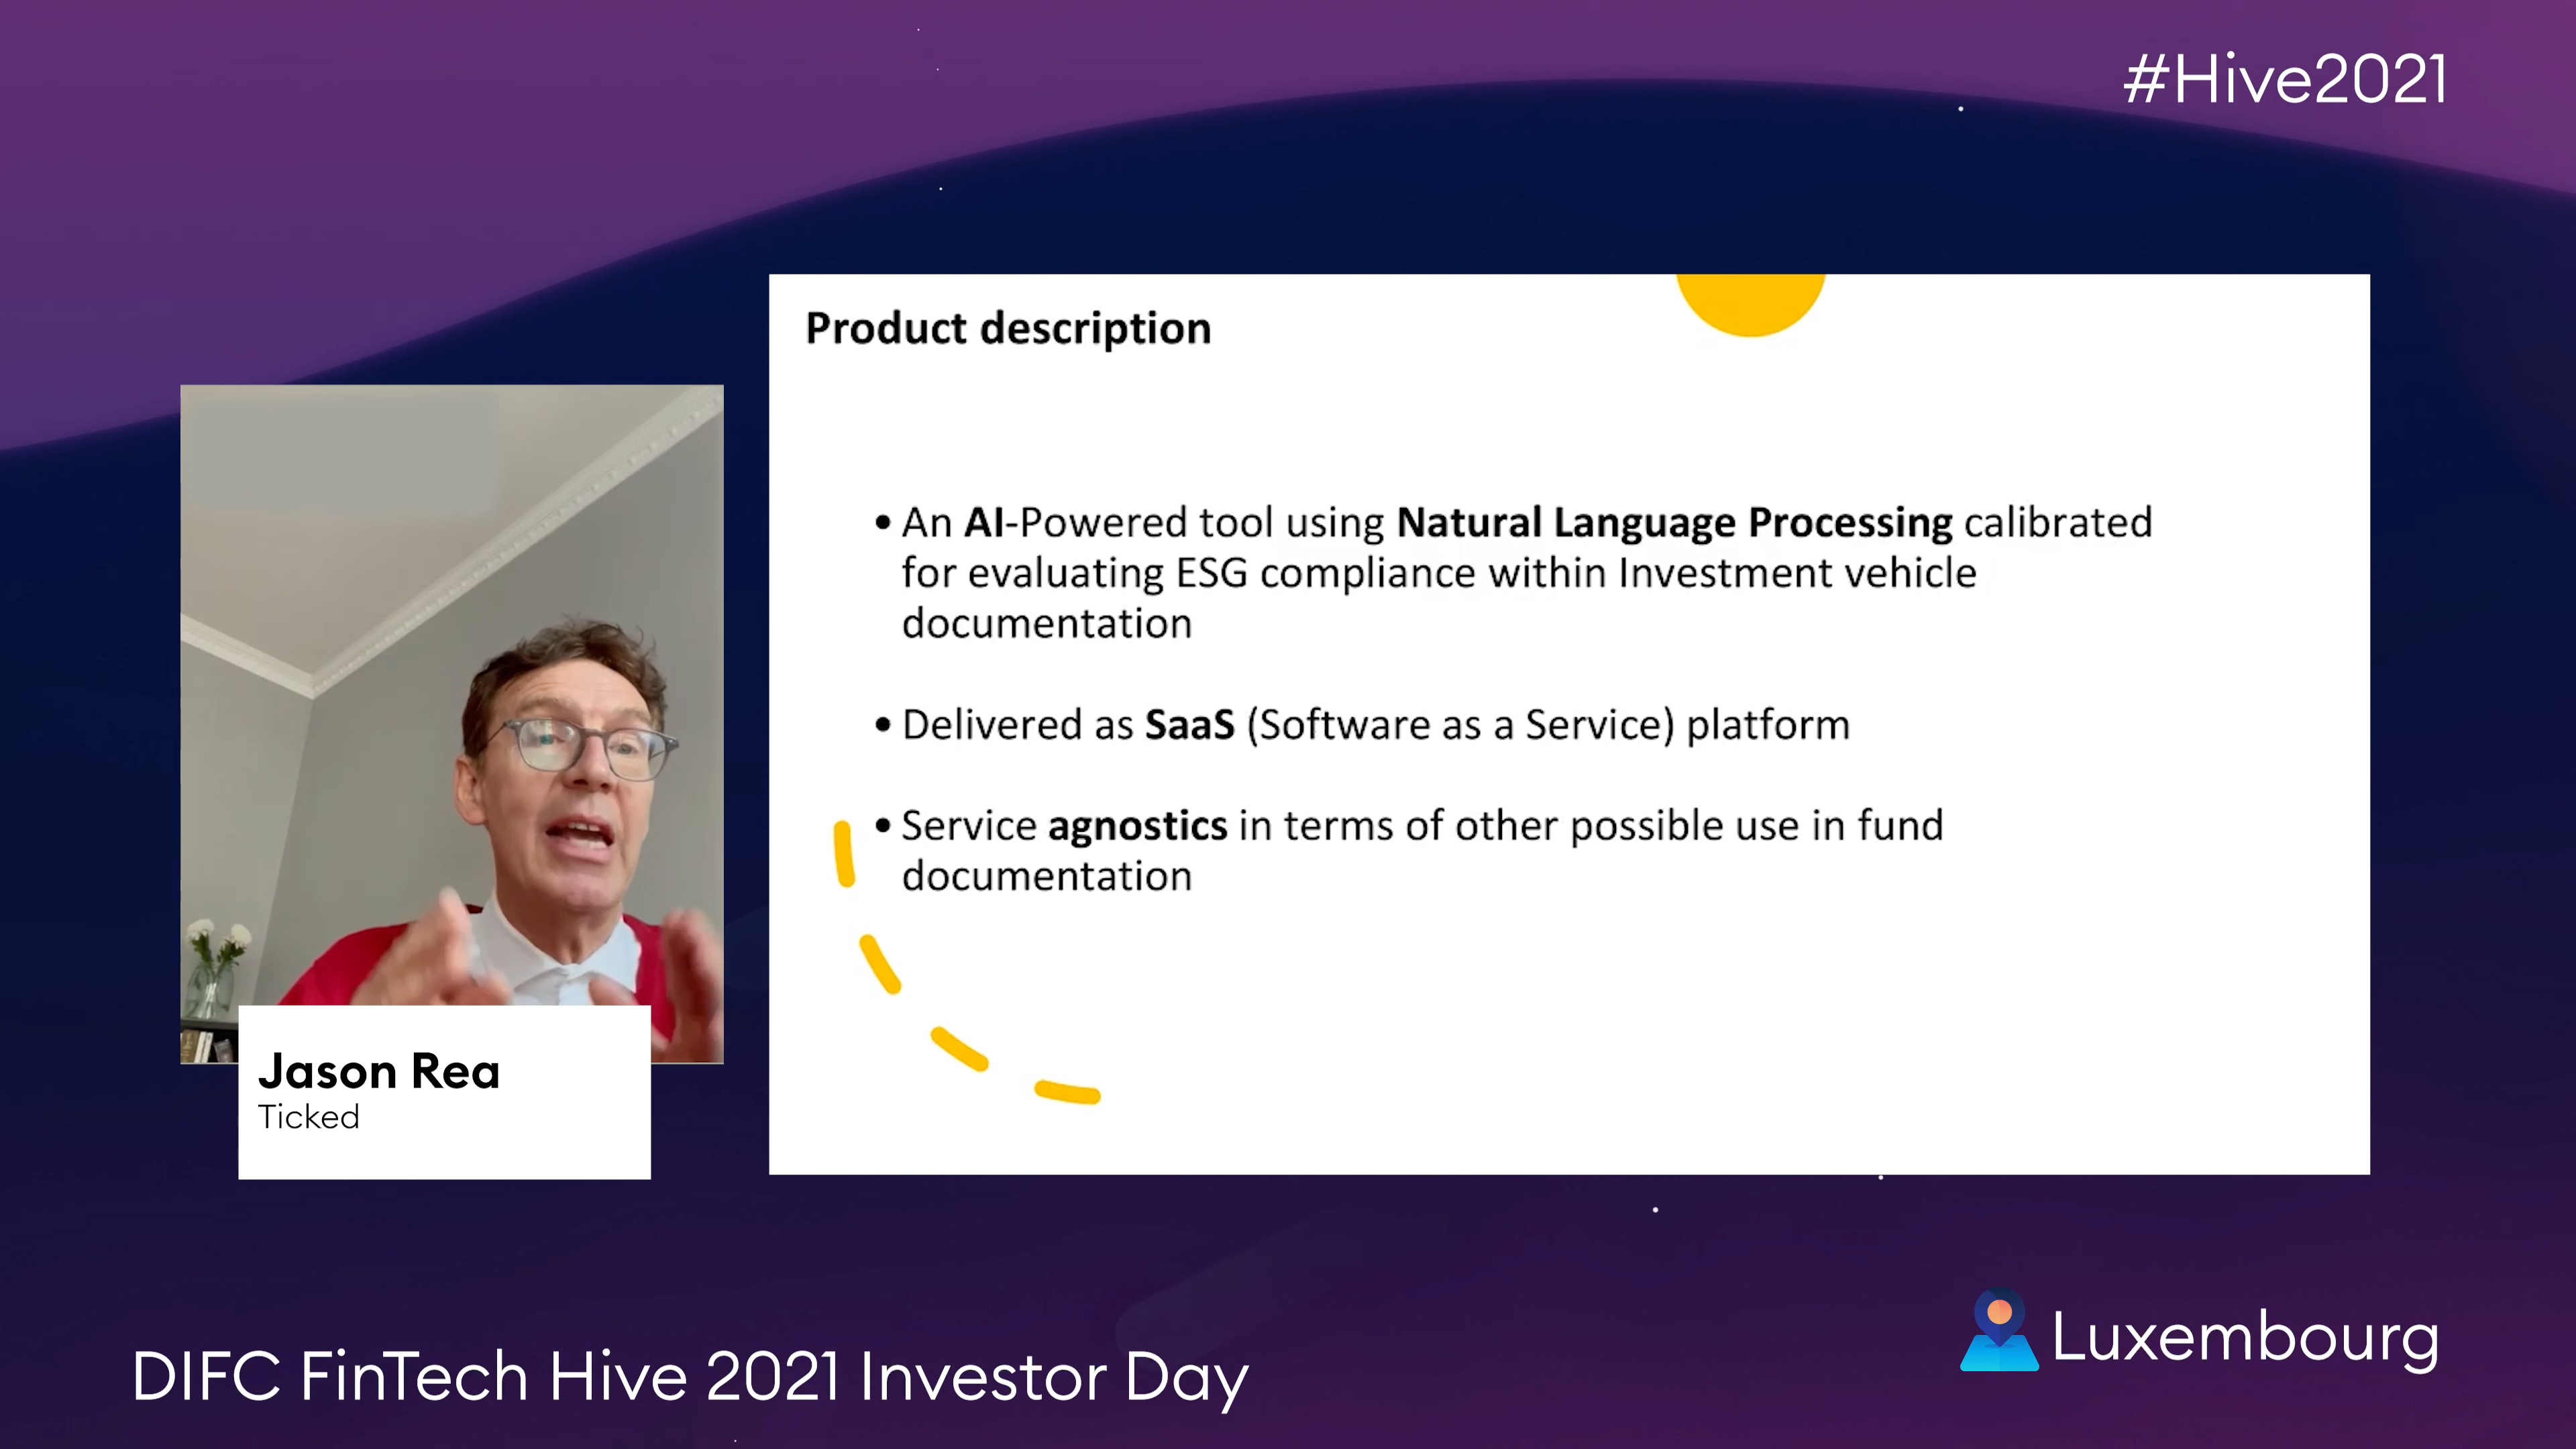 #Hive2021
Product description
• An AI-Powered tool using Natural Language Processing calibrated
for evaluating ESG compliance within Investment vehicle
documentation
• Delivered as SaaS (Software as a Service) platform
• Service agnostics in terms of other possible use in fund
documentation
Jason Rea
Ticked
DIFC FinTech Hive 2021 Investor Day
Luxembourg